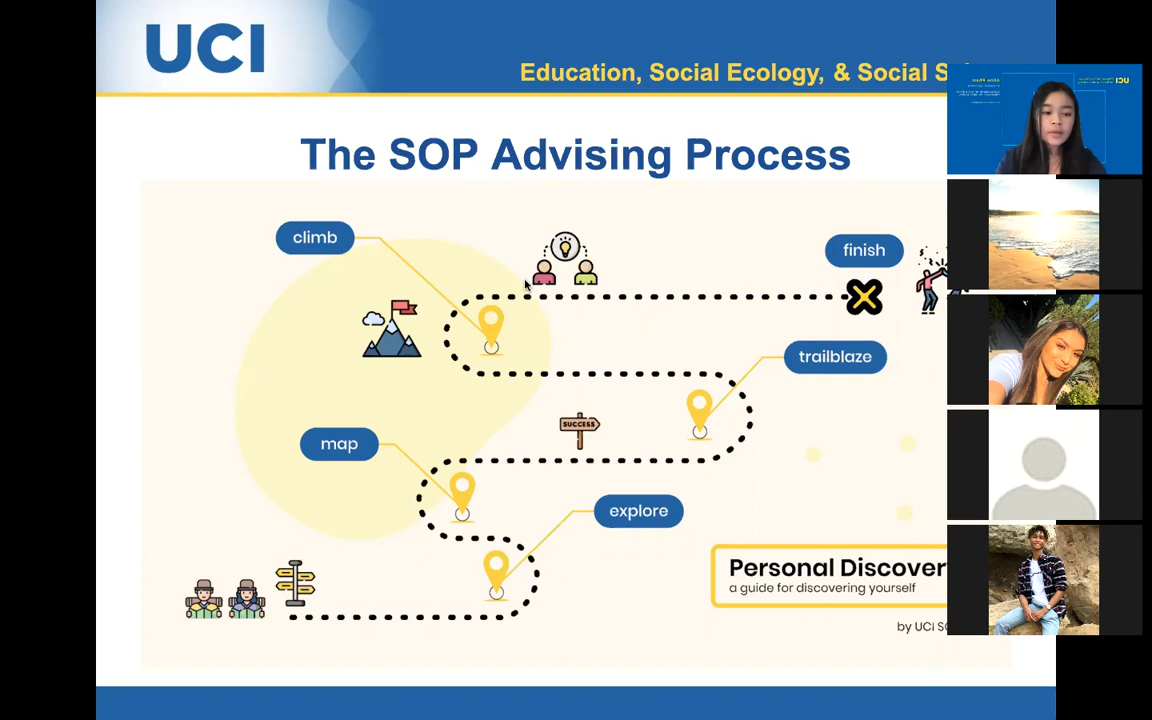 UCI
Education, Social Ecology, & Social
The SOP Advising Process
climb
finish
trailblaze
SUCCESS
map
explore
Personal
a guide for discovering yourself
by UCI